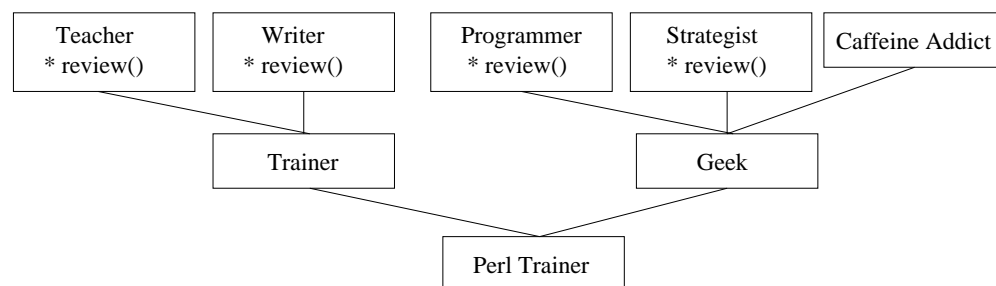 Teacher
* review()
Writer
* review()
Programmer
* review()
Strategist
* review()
Caffeine Addict
Trainer
Geek
Perl Trainer